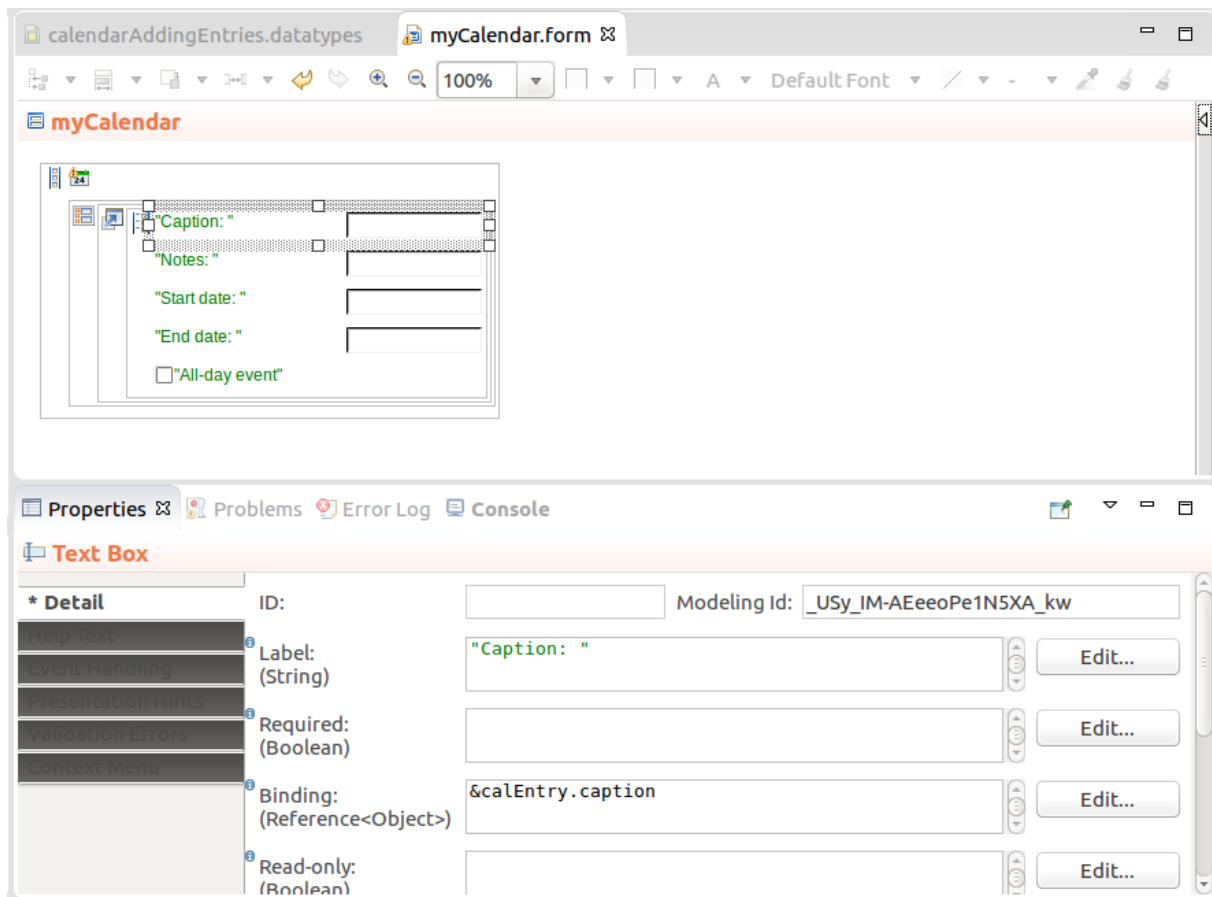 calendarAddingEntries.datatypes myCalendar.form
100% A Default Font -
myCalendar
24
"Caption: "
"Notes: "
"Start date: "
"End date: "
"All-day event"
Properties Problems Error Log Console
Text Box
* Detail
Help Text
Event Handling
Presentation Hints
Validation Errors
Context Menu
ID: Modeling Id: _USy_IM-AEeeoPe1N5XA_kw
Label:
(String)
"Caption: "
Edit...
Required:
(Boolean)
Edit...
Binding:
(Reference<Object>)
&calEntry.caption
Edit...
Read-only:
(Boolean)
Edit...